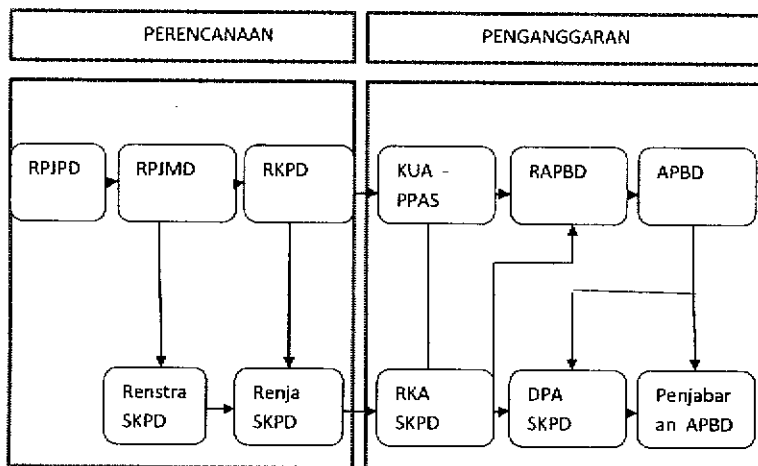 PERENCANAAN
PENGANGGARAN
RPJPD
RPJMD
RKPD
KUA -
PPAS
RAPBD
APBD
Renstra
SKPD
Renja
SKPD
RKA
SKPD
DPA
SKPD
Penjabar
an APBD